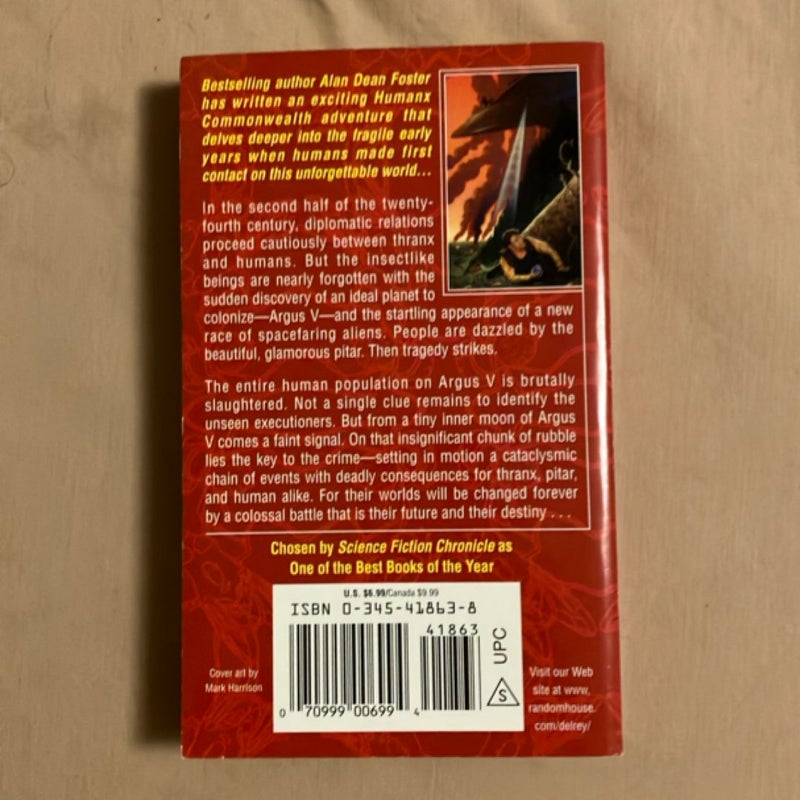 Bestselling author Alan Dean Foster
has written an exciting Humanx
Commonwealth adventure that
delves deeper into the fragile early
years when humans made first
contact on this unforgettable world...
In the second half of the twenty-
fourth century, diplomatic relations
proceed cautiously between thranx
and humans. But the insectlike
beings are nearly forgotten with the
sudden discovery of an ideal planet to
colonize—Argus V—and the startling appearance of a new
race of spacefaring aliens. People are dazzled by the
beautiful, glamorous pitar. Then tragedy strikes.
The entire human population on Argus V is brutally
slaughtered. Not a single clue remains to identify the
unseen executioners. But from a tiny inner moon of Argus
V comes a faint signal. On that insignificant chunk of rubble
lies the key to the crime—setting in motion a cataclysmic
chain of events with deadly consequences for thranx, pitar,
and human alike. For their worlds will be changed forever
by a colossal battle that is their future and their destiny . . .
Chosen by Science Fiction Chronicle as
One of the Best Books of the Year
U.S. $6.99/Canada $9.99
ISBN 0-345-41863-8
41863
UPC
S
0 70999 00699 4
Cover art by
Mark Harrison
Visit our Web
site at www.
randomhouse.
com/delrey/